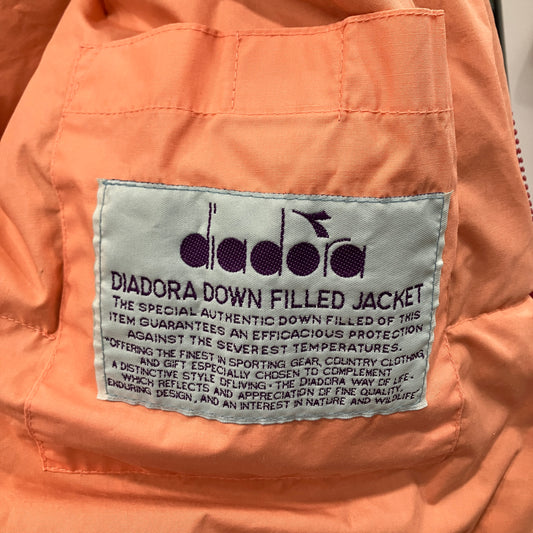 diadora
DIADORA DOWN FILLED JACKET
THE SPECIAL AUTHENTIC DOWN FILLED OF THIS
ITEM GUARANTEES AN EFFICACIOUS PROTECTION
AGAINST THE SEVEREST TEMPERATURES.
"OFFERING THE FINEST IN SPORTING GEAR, COUNTRY CLOTHING,
AND GIFT ESPECIALLY CHOSEN TO COMPLEMENT
A DISTINCTIVE STYLE OF LIVING - THE DIADORA WAY OF LIFE-
WHICH REFLECTS AND APPRECIATION OF FINE QUALITY,
ENDURING DESIGN, AND AN INTEREST IN NATURE AND WILDLIFE"